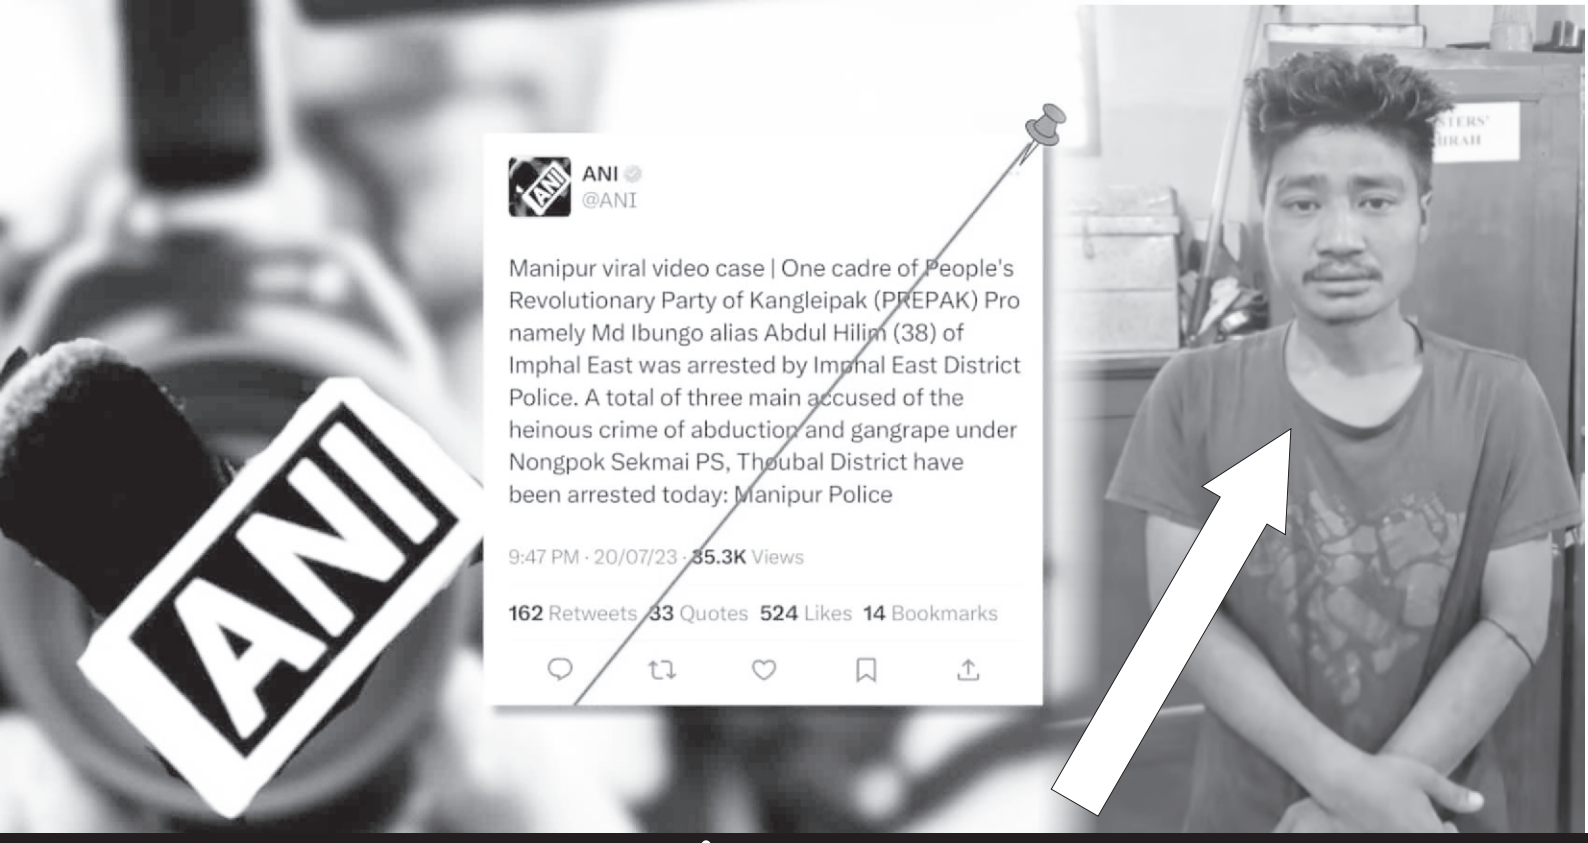 ANI
ANI
ANI
@ANI
Manipur viral video case | One cadre of People's
Revolutionary Party of Kangleipak (PREPAK) Pro
namely Md Ibungo alias Abdul Hilim (38) of
Imphal East was arrested by Imphal East District
Police. A total of three main accused of the
heinous crime of abduction and gangrape under
Nongpok Sekmai PS, Thoubal District have
been arrested today: Manipur Police
9:47 PM · 20/07/23 · 35.3K Views
162 Retweets 33 Quotes 524 Likes 14 Bookmarks